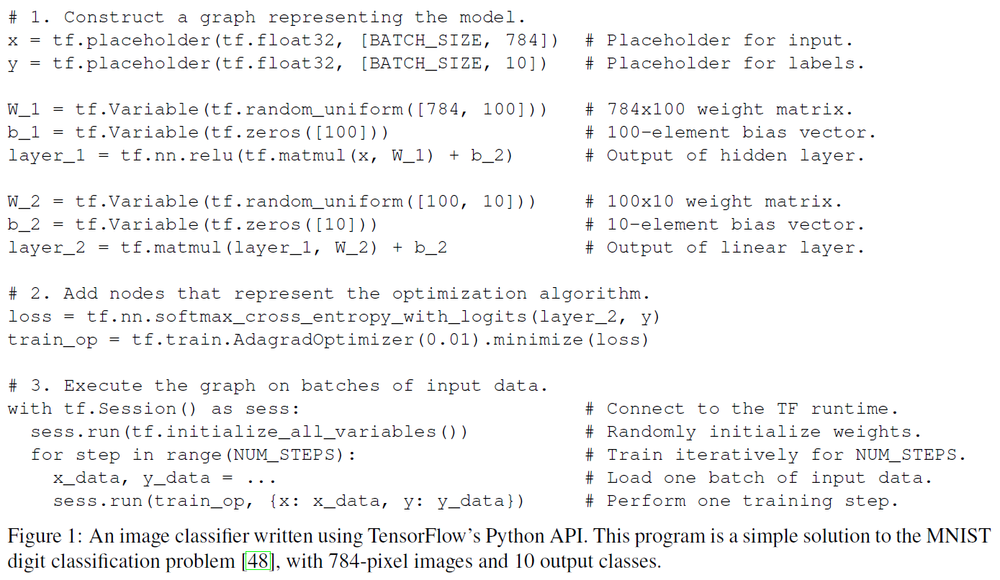 # 1. Construct a graph representing the model.
x = tf.placeholder(tf.float32, [BATCH_SIZE, 784])  # Placeholder for input.
y = tf.placeholder(tf.float32, [BATCH_SIZE, 10])   # Placeholder for labels.

W_1 = tf.Variable(tf.random_uniform([784, 100]))   # 784x100 weight matrix.
b_1 = tf.Variable(tf.zeros([100]))                 # 100-element bias vector.
layer_1 = tf.nn.relu(tf.matmul(x, W_1) + b_2)      # Output of hidden layer.

W_2 = tf.Variable(tf.random_uniform([100, 10]))    # 100x10 weight matrix.
b_2 = tf.Variable(tf.zeros([10]))                  # 10-element bias vector.
layer_2 = tf.matmul(layer_1, W_2) + b_2            # Output of linear layer.

# 2. Add nodes that represent the optimization algorithm.
loss = tf.nn.softmax_cross_entropy_with_logits(layer_2, y)
train_op = tf.train.AdagradOptimizer(0.01).minimize(loss)

# 3. Execute the graph on batches of input data.
with tf.Session() as sess:                         # Connect to the TF runtime.
  sess.run(tf.initialize_all_variables())          # Randomly initialize weights.
  for step in range(NUM_STEPS):                    # Train iteratively for NUM_STEPS.
    x_data, y_data = ...                           # Load one batch of input data.
    sess.run(train_op, {x: x_data, y: y_data})     # Perform one training step.
Figure 1: An image classifier written using TensorFlow's Python API. This program is a simple solution to the MNIST
digit classification problem [48], with 784-pixel images and 10 output classes.